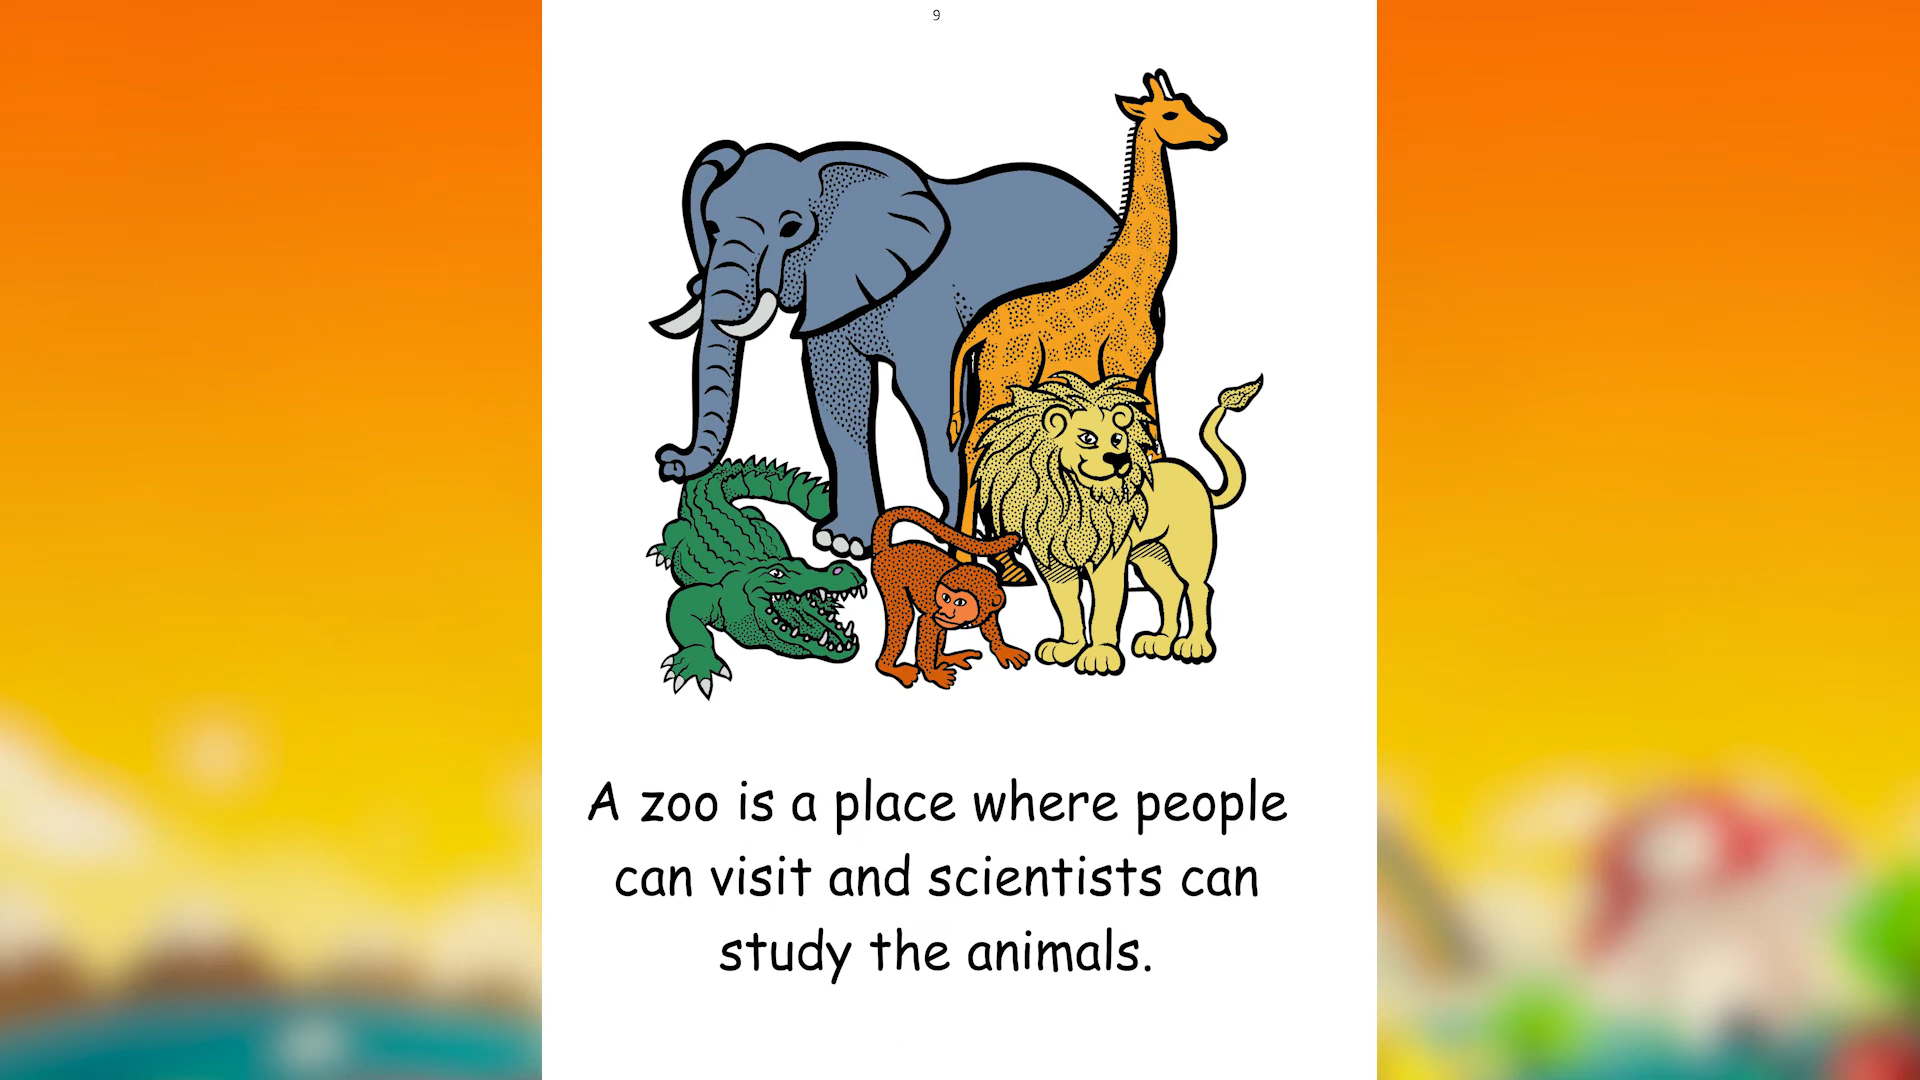 9
A zoo is a place where people
can visit and scientists can
study the animals.